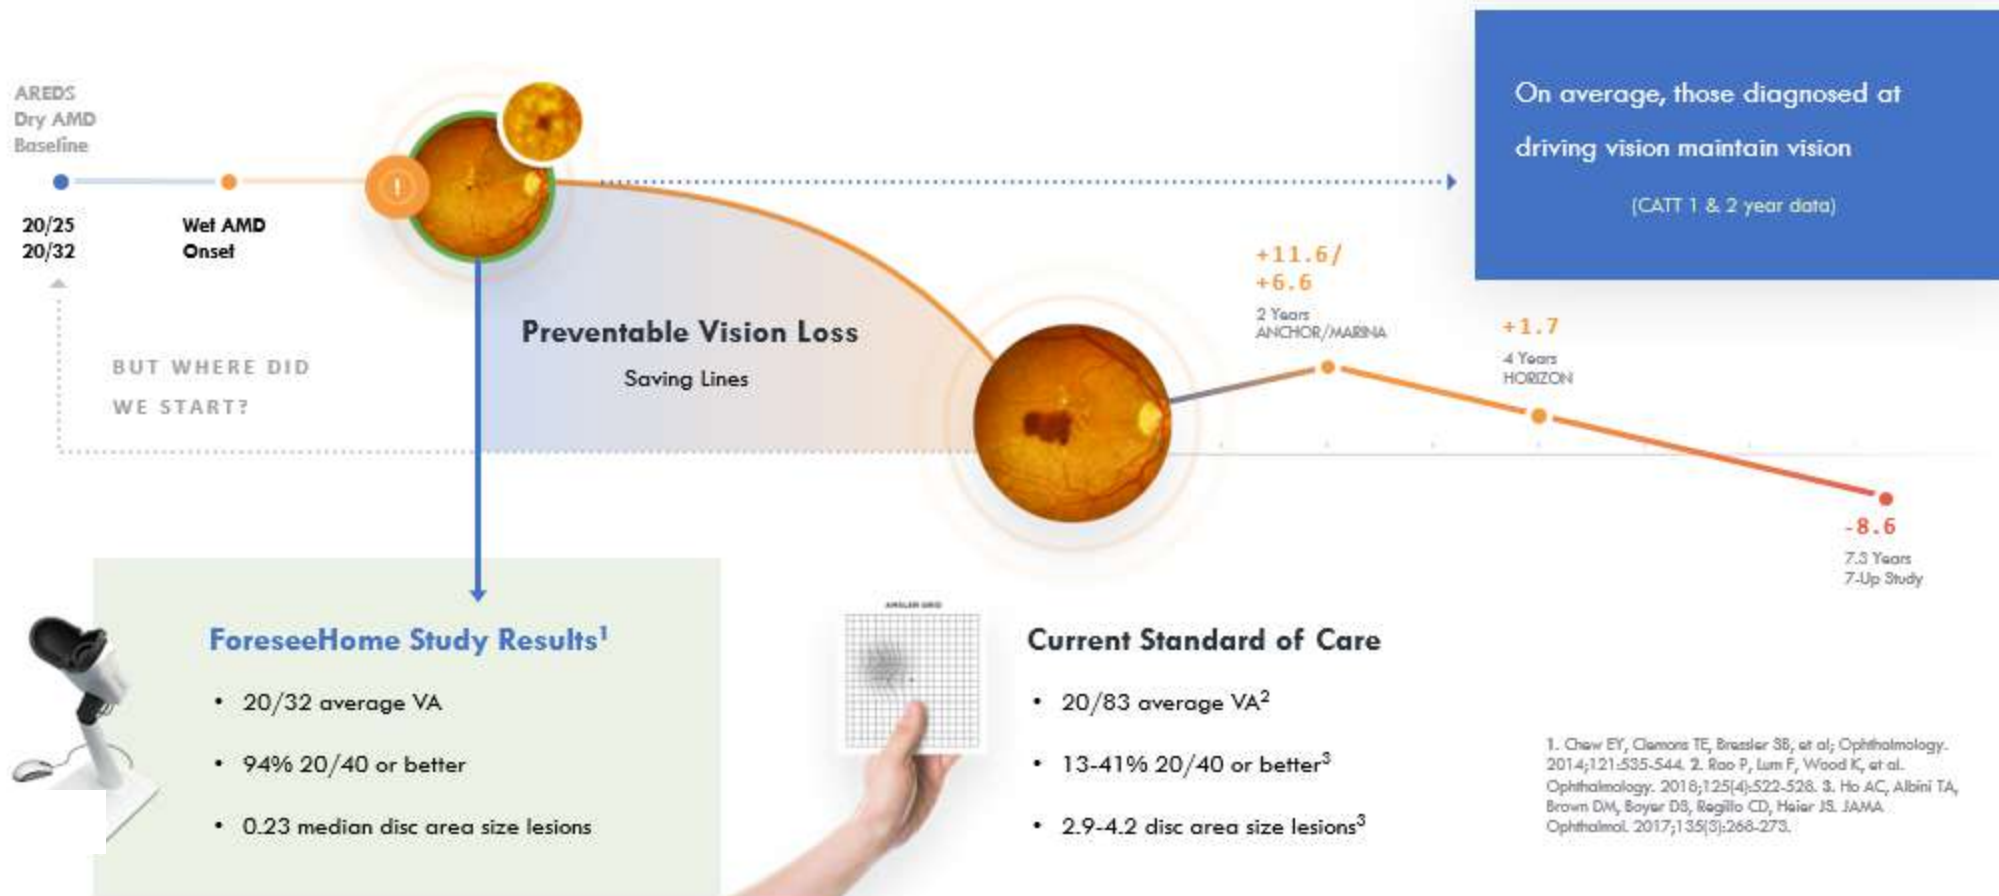 AREDS
Dry AMD
Baseline
20/25
20/32
Wet AMD
Onset
!
On average, those diagnosed at
driving vision maintain vision
(CATT 1 & 2 year data)
BUT WHERE DID
WE START?
Preventable Vision Loss
Saving Lines
+11.6/
+6.6
2 Years
ANCHOR/MARINA
+1.7
4 Years
HORIZON
-8.6
7.3 Years
7-Up Study
ForeseeHome Study Results¹
• 20/32 average VA
• 94% 20/40 or better
• 0.23 median disc area size lesions
AMSLER GRID
Current Standard of Care
• 20/83 average VA²
• 13-41% 20/40 or better³
• 2.9-4.2 disc area size lesions³
1. Chew EY, Clemons TE, Bressler SB, et al; Ophthalmology.
2014;121:535-544. 2. Rao P, Lum F, Wood K, et al.
Ophthalmology. 2018;125(4):522-528. 3. Ho AC, Albini TA,
Brown DM, Boyer DS, Regillo CD, Heier JS. JAMA
Ophthalmol. 2017;135(3):268-273.